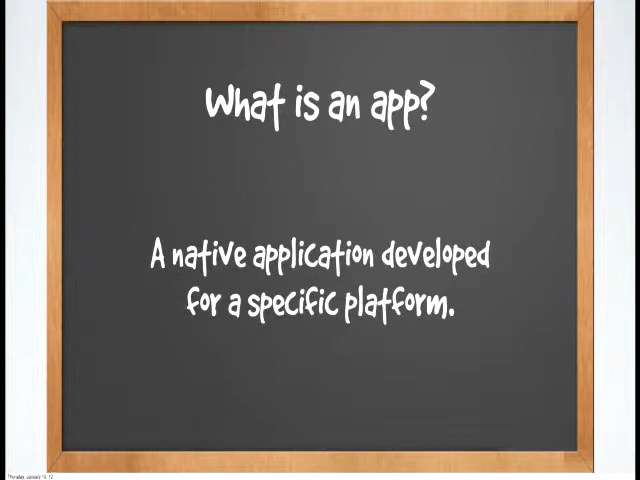 What is an app?
A native application developed
for a specific platform.